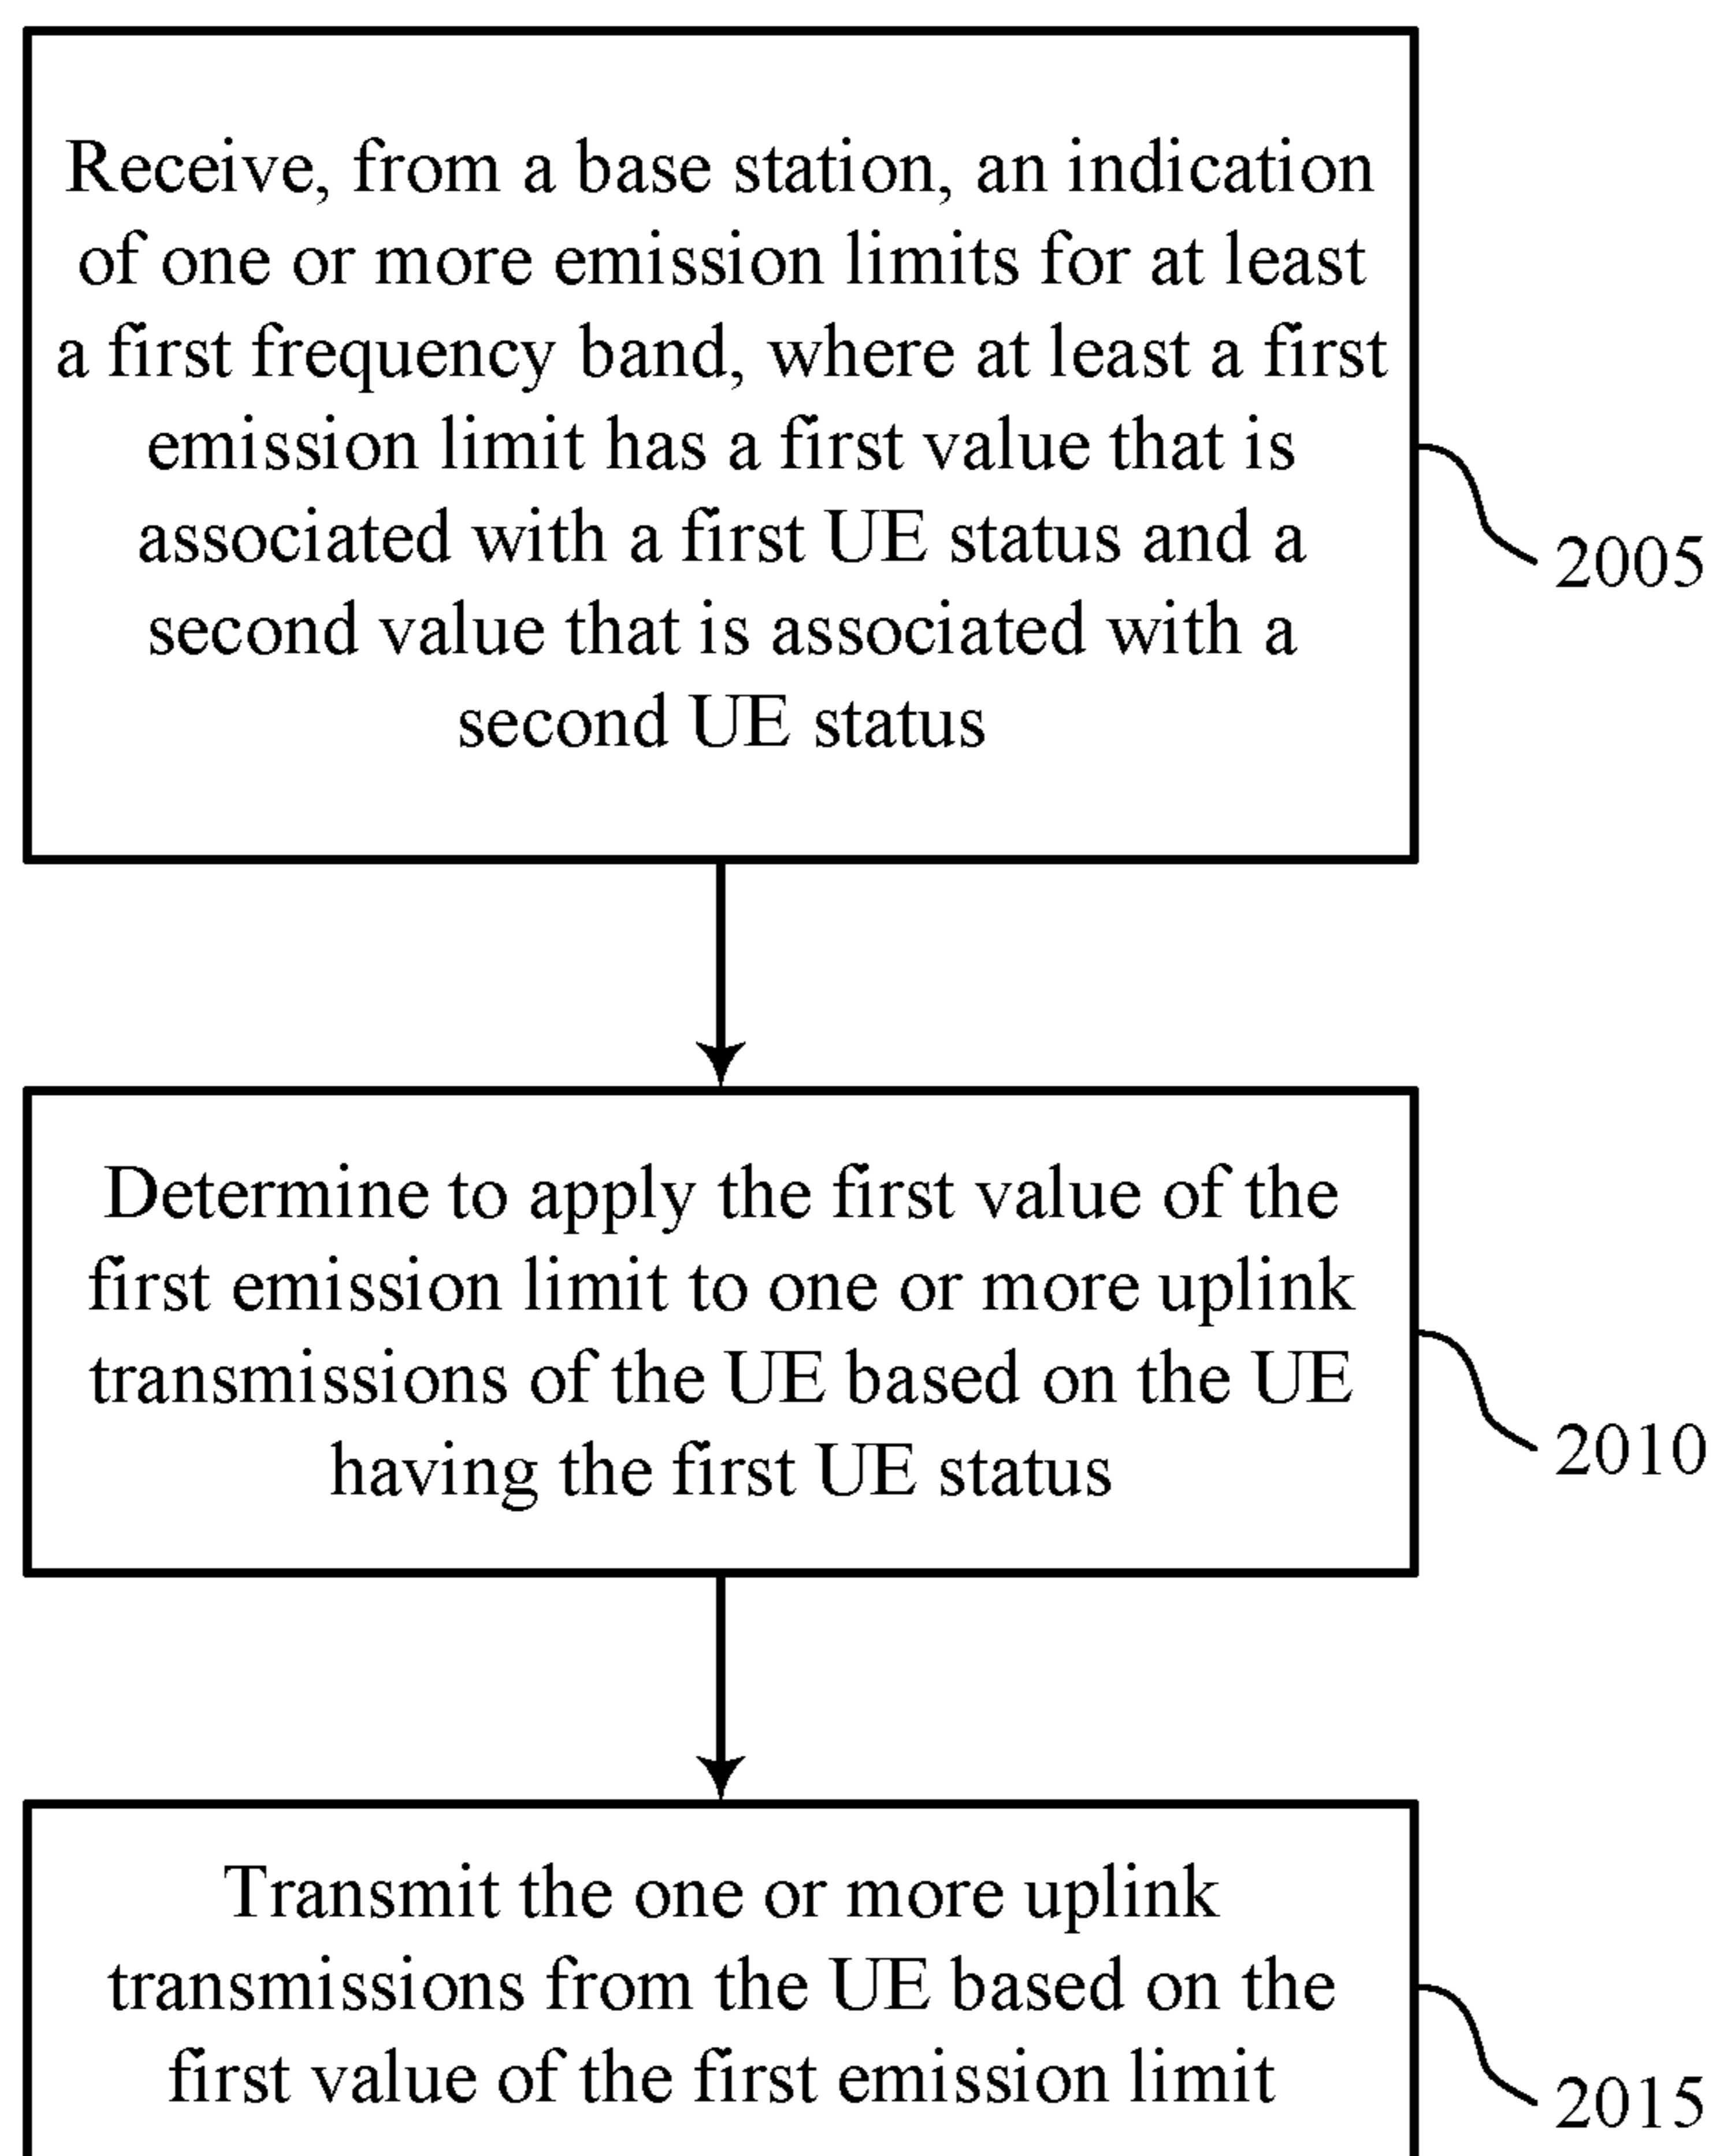 Receive, from a base station, an indication
of one or more emission limits for at least
a first frequency band, where at least a first
emission limit has a first value that is
associated with a first UE status and a
second value that is associated with a
second UE status
2005
Determine to apply the first value of the
first emission limit to one or more uplink
transmissions of the UE based on the UE
having the first UE status
2010
Transmit the one or more uplink
transmissions from the UE based on the
first value of the first emission limit
2015